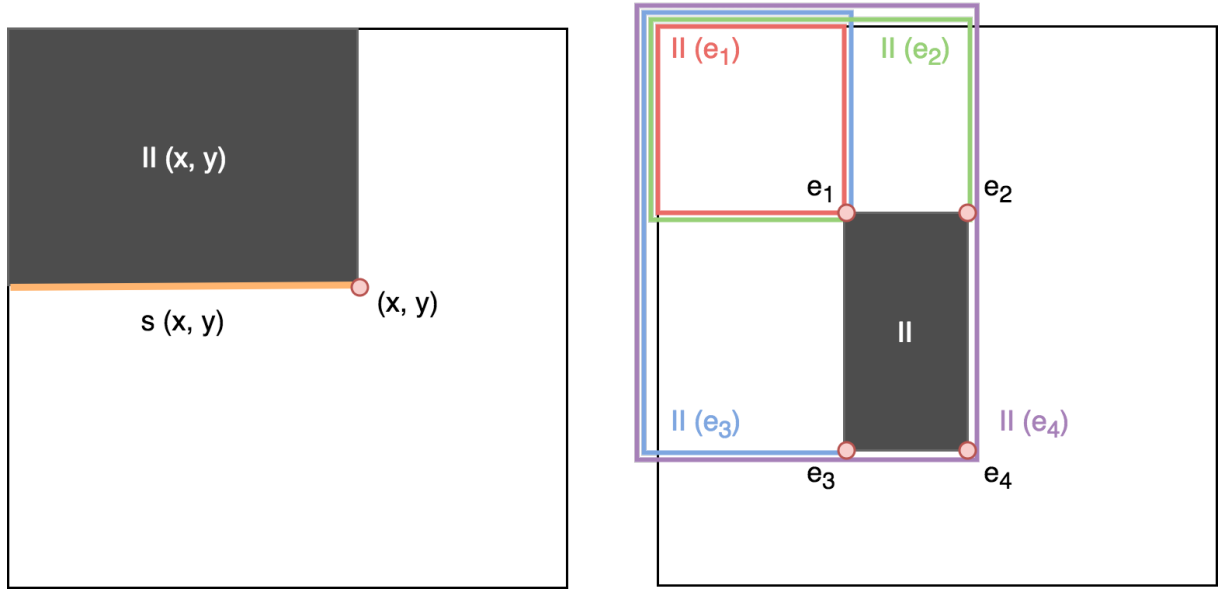 II (x, y)
(x, y)
s (x, y)
II (e₁)
II (e₂)
e₁
e₂
II
II (e₃)
II (e₄)
e₃
e₄